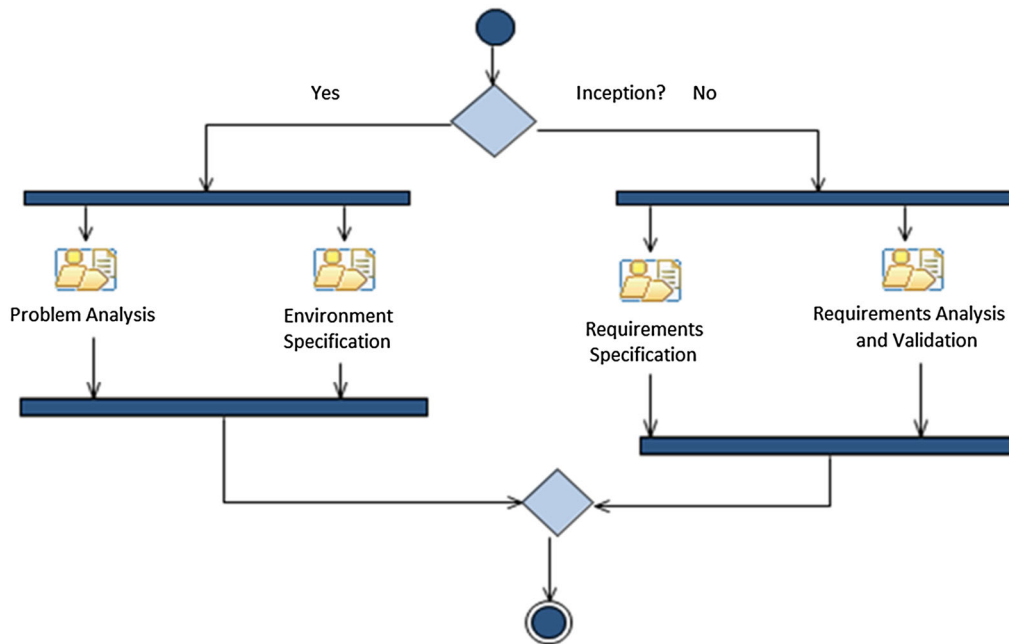 Yes
Inception? No
Problem Analysis
Environment
Specification
Requirements
Specification
Requirements Analysis
and Validation